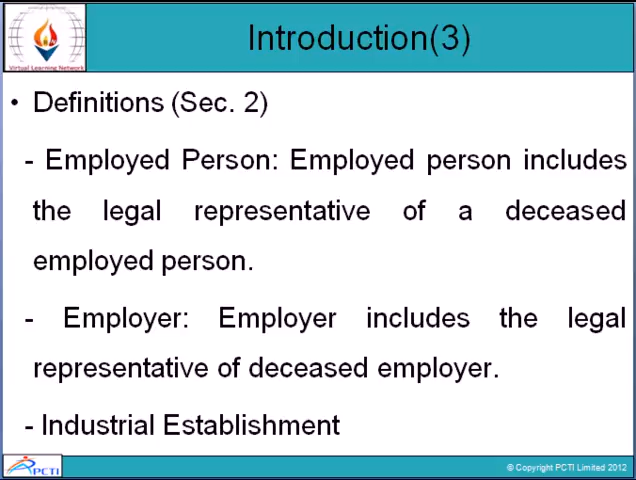 Introduction(3)
• Definitions (Sec. 2)
- Employed Person: Employed person includes
the legal representative of a deceased
employed person.
- Employer: Employer includes the legal
representative of deceased employer.
- Industrial Establishment
Virtual Learning Network
PCTI
© Copyright PCTI Limited 2012